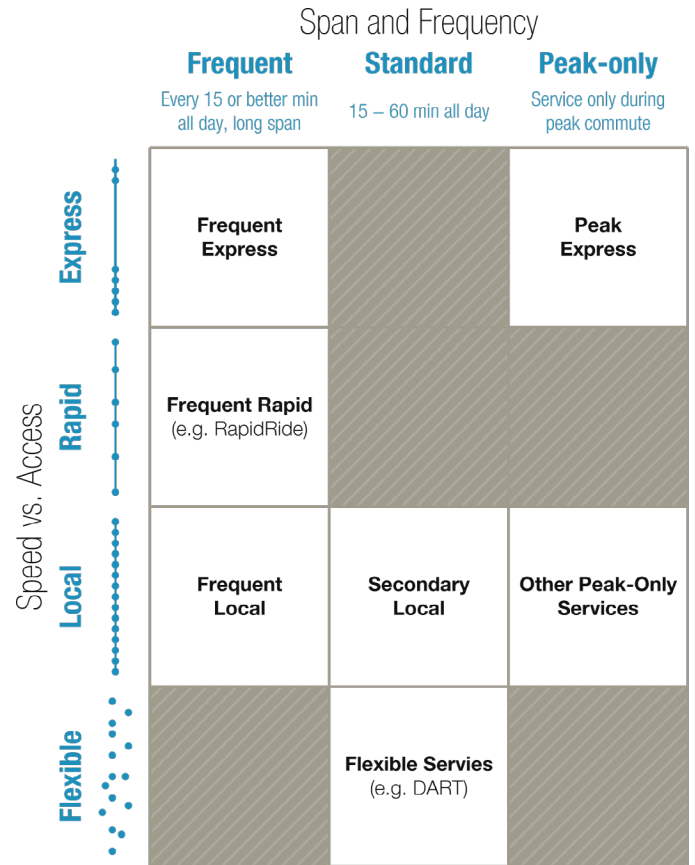 Span and Frequency
Frequent
Standard
Peak-only
Every 15 or better min
all day, long span
15 – 60 min all day
Service only during
peak commute
Speed vs. Access
Express
Frequent
Express
Peak
Express
Rapid
Frequent Rapid
(e.g. RapidRide)
Local
Frequent
Local
Secondary
Local
Other Peak-Only
Services
Flexible
Flexible Servies
(e.g. DART)